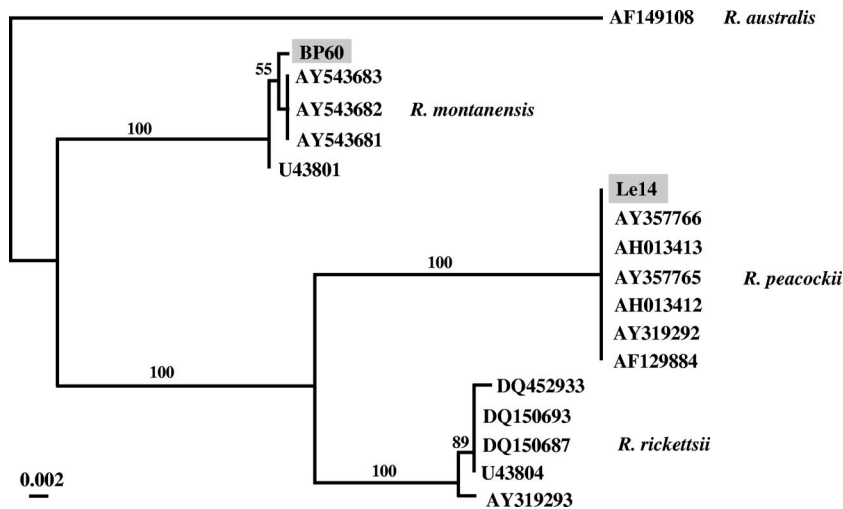 AF149108 R. australis
BP60
55
AY543683
AY543682 R. montanensis
100
AY543681
U43801
Le14
AY357766
AH013413
100
AY357765 R. peacockii
AH013412
AY319292
AF129884
100
DQ452933
DQ150693
89
DQ150687 R. rickettsii
100
U43804
0.002
AY319293